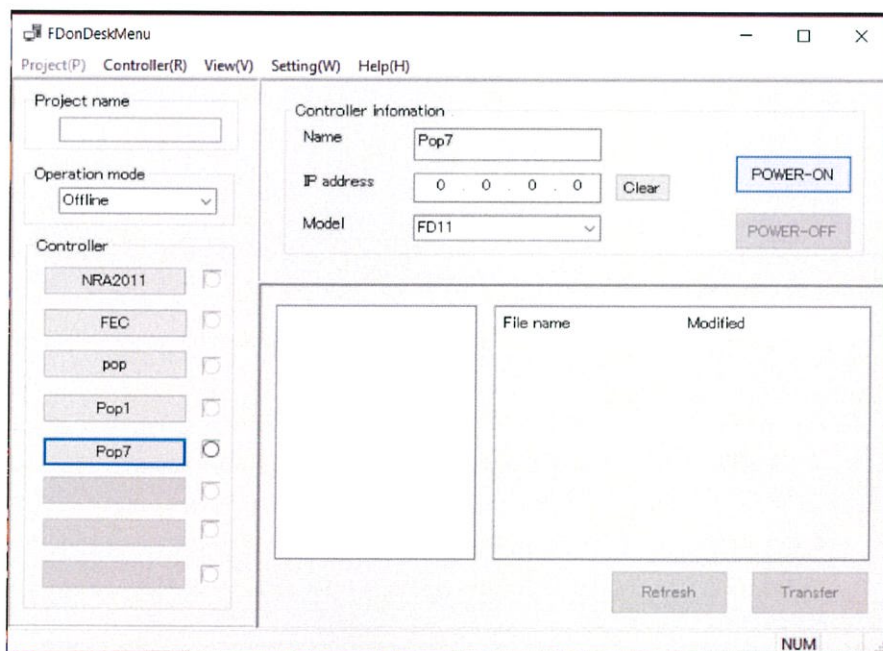 FDonDeskMenu
Project(P) Controller(R) View(V) Setting(W) Help(H)
Project name
Operation mode
Offline
Controller
NRA2011
FEC
pop
Pop1
Pop7
Controller infomation
Name Pop7
IP address 0 . 0 . 0 . 0 Clear
Model FD11
POWER-ON
POWER-OFF
File name Modified
Refresh Transfer
NUM